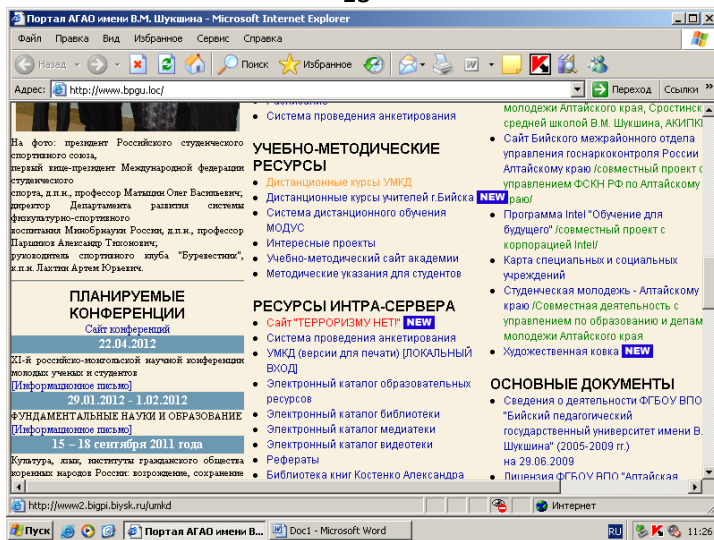 Портал АГАО имени В.М. Шукшина - Microsoft Internet Explorer
Файл Правка Вид Избранное Сервис Справка
Назад Поиск Избранное
Адрес: http://www.bpgu.loc/ Переход Ссылки
На фото: президент Российского студенческого
спортивного союза,
первый вице-президент Международной федерации
студенческого
спорта, д.п.н., профессор Матыцин Олег Васильевич;
директор Департамента развития системы
физкультурно-спортивного
воспитания Минобрнауки России, д.п.н., профессор
Паршиков Александр Тихонович;
руководитель спортивного клуба "Буревестник",
к.п.н. Лахтин Артем Юрьевич.
ПЛАНИРУЕМЫЕ
КОНФЕРЕНЦИИ
Сайт конференций
22.04.2012
XI-й российско-монгольской научной конференции
молодых ученых и студентов
[Информационное письмо]
29.01.2012 - 1.02.2012
ФУНДАМЕНТАЛЬНЫЕ НАУКИ И ОБРАЗОВАНИЕ
[Информационное письмо]
15 – 18 сентября 2011 года
Культура, язык, институты гражданского общества
коренных народов России: возрождение, сохранение
Расписание
Система проведения анкетирования
УЧЕБНО-МЕТОДИЧЕСКИЕ
РЕСУРСЫ
Дистанционные курсы УМКД
Дистанционные курсы учителей г.Бийска NEW
Система дистанционного обучения
МОДУС
Интересные проекты
Учебно-методический сайт академии
Методические указания для студентов
РЕСУРСЫ ИНТРА-СЕРВЕРА
Сайт "ТЕРРОРИЗМУ НЕТ!" NEW
Система проведения анкетирования
УМКД (версии для печати) [ЛОКАЛЬНЫЙ
ВХОД]
Электронный каталог образовательных
ресурсов
Электронный каталог библиотеки
Электронный каталог медиатеки
Электронный каталог видеотеки
Рефераты
Библиотека книг Костенко Александра
молодежи Алтайского края, Сростинск
средней школой В.М. Шукшина, АКИПК
Сайт Бийского межрайонного отдела
управления госнаркоконтроля России
Алтайскому краю /совместный проект с
управлением ФСКН РФ по Алтайскому
краю/
Программа Intel "Обучение для
будущего" /совместный проект с
корпорацией Intel/
Карта специальных и социальных
учреждений
Студенческая молодежь - Алтайскому
краю /Совместная деятельность с
управлением по образованию и делам
молодежи Алтайского края
Художественная ковка NEW
ОСНОВНЫЕ ДОКУМЕНТЫ
Сведения о деятельности ФГБОУ ВПО
"Бийский педагогический
государственный университет имени В.
Шукшина" (2005-2009 гг.)
на 29.06.2009
Лицензия ФГБОУ ВПО "Алтайская
http://www2.bigpi.biysk.ru/umkd Интернет
Пуск Портал АГАО имени В... Doc1 - Microsoft Word RU 11:26